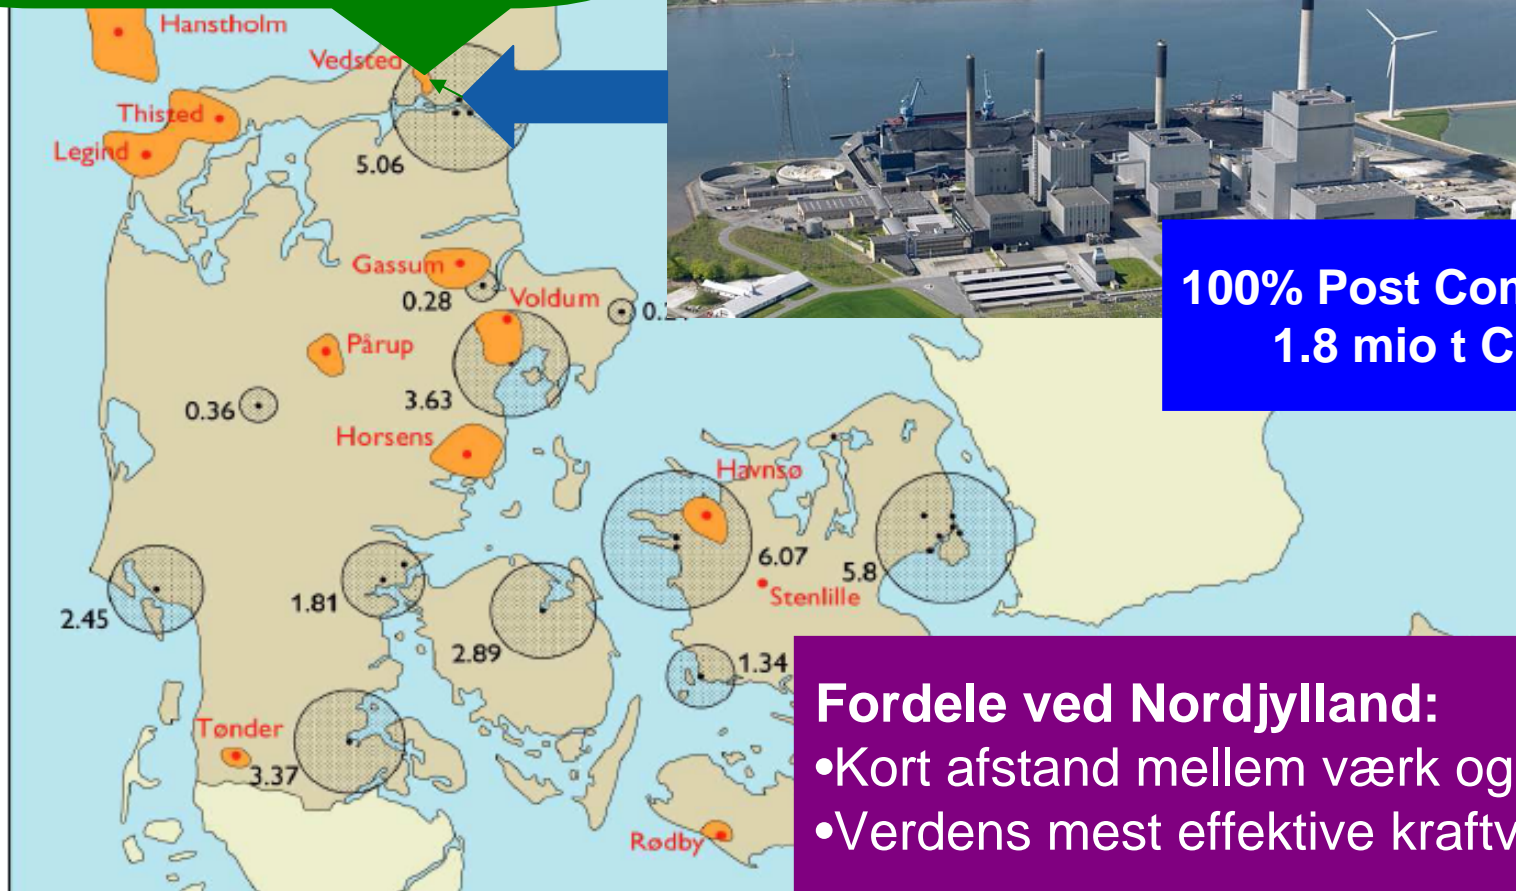 Hanstholm
Vedsted
Thisted
Legind
5.06
Gassum
0.28
Voldum
Pårup
3.63
0.36
Horsens
Havnsø
6.07
5.8
Stenlille
2.45
1.81
2.89
1.34
Tønder
3.37
Rødby
100% Post Com
1.8 mio t C
Fordele ved Nordjylland:
•Kort afstand mellem værk og
•Verdens mest effektive kraftv